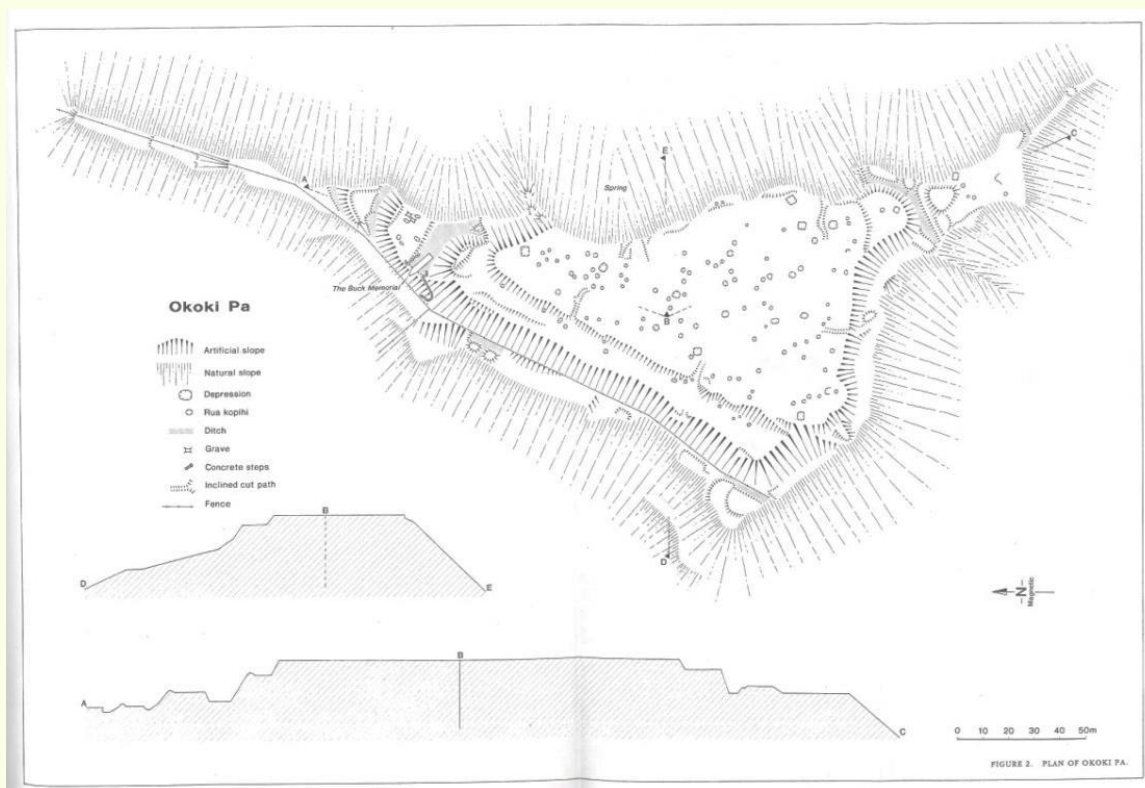 A
E
C
Spring
The Buck Memorial
B
D
Okoki Pa
Artificial slope
Natural slope
Depression
Rua kopihi
Ditch
Grave
Concrete steps
Inclined cut path
Fence
B
D
E
B
A
C
N
Magnetic
0 10 20 30 40 50m
FIGURE 2. PLAN OF OKOKI PA.